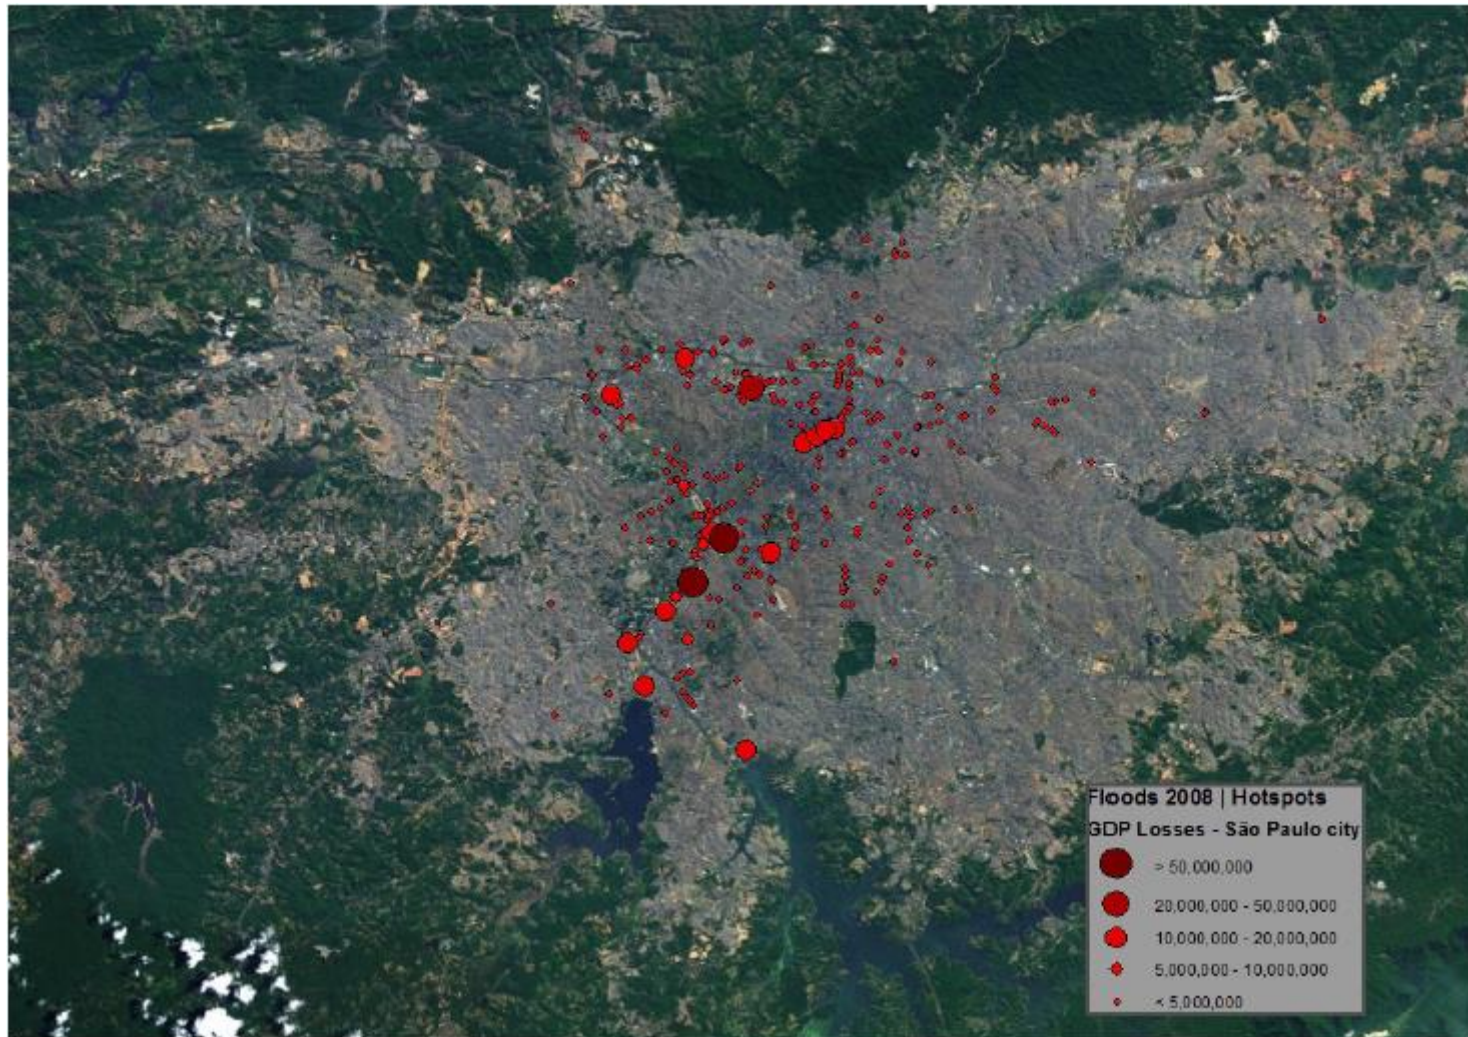 Floods 2008 | Hotspots
GDP Losses - São Paulo city
> 50,000,000
20,000,000 - 50,000,000
10,000,000 - 20,000,000
5,000,000 - 10,000,000
< 5,000,000